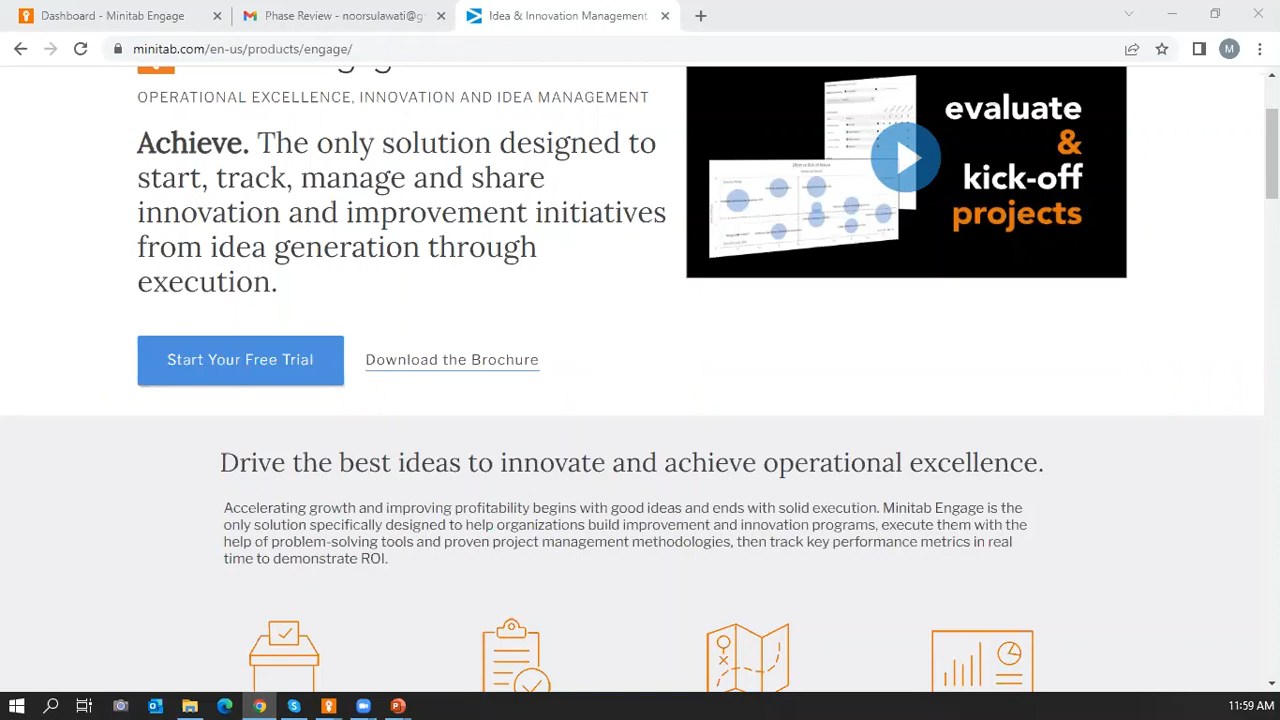 Dashboard - Minitab Engage
Phase Review - noorsulawati@g
Idea & Innovation Management
minitab.com/en-us/products/engage/
M
OPERATIONAL EXCELLENCE, INNOVATION AND IDEA MANAGEMENT
Achieve. The only solution designed to
start, track, manage and share
innovation and improvement initiatives
from idea generation through
execution.
evaluate
&
kick-off
projects
Start Your Free Trial
Download the Brochure
Drive the best ideas to innovate and achieve operational excellence.
Accelerating growth and improving profitability begins with good ideas and ends with solid execution. Minitab Engage is the
only solution specifically designed to help organizations build improvement and innovation programs, execute them with the
help of problem-solving tools and proven project management methodologies, then track key performance metrics in real
time to demonstrate ROI.
11:59 AM